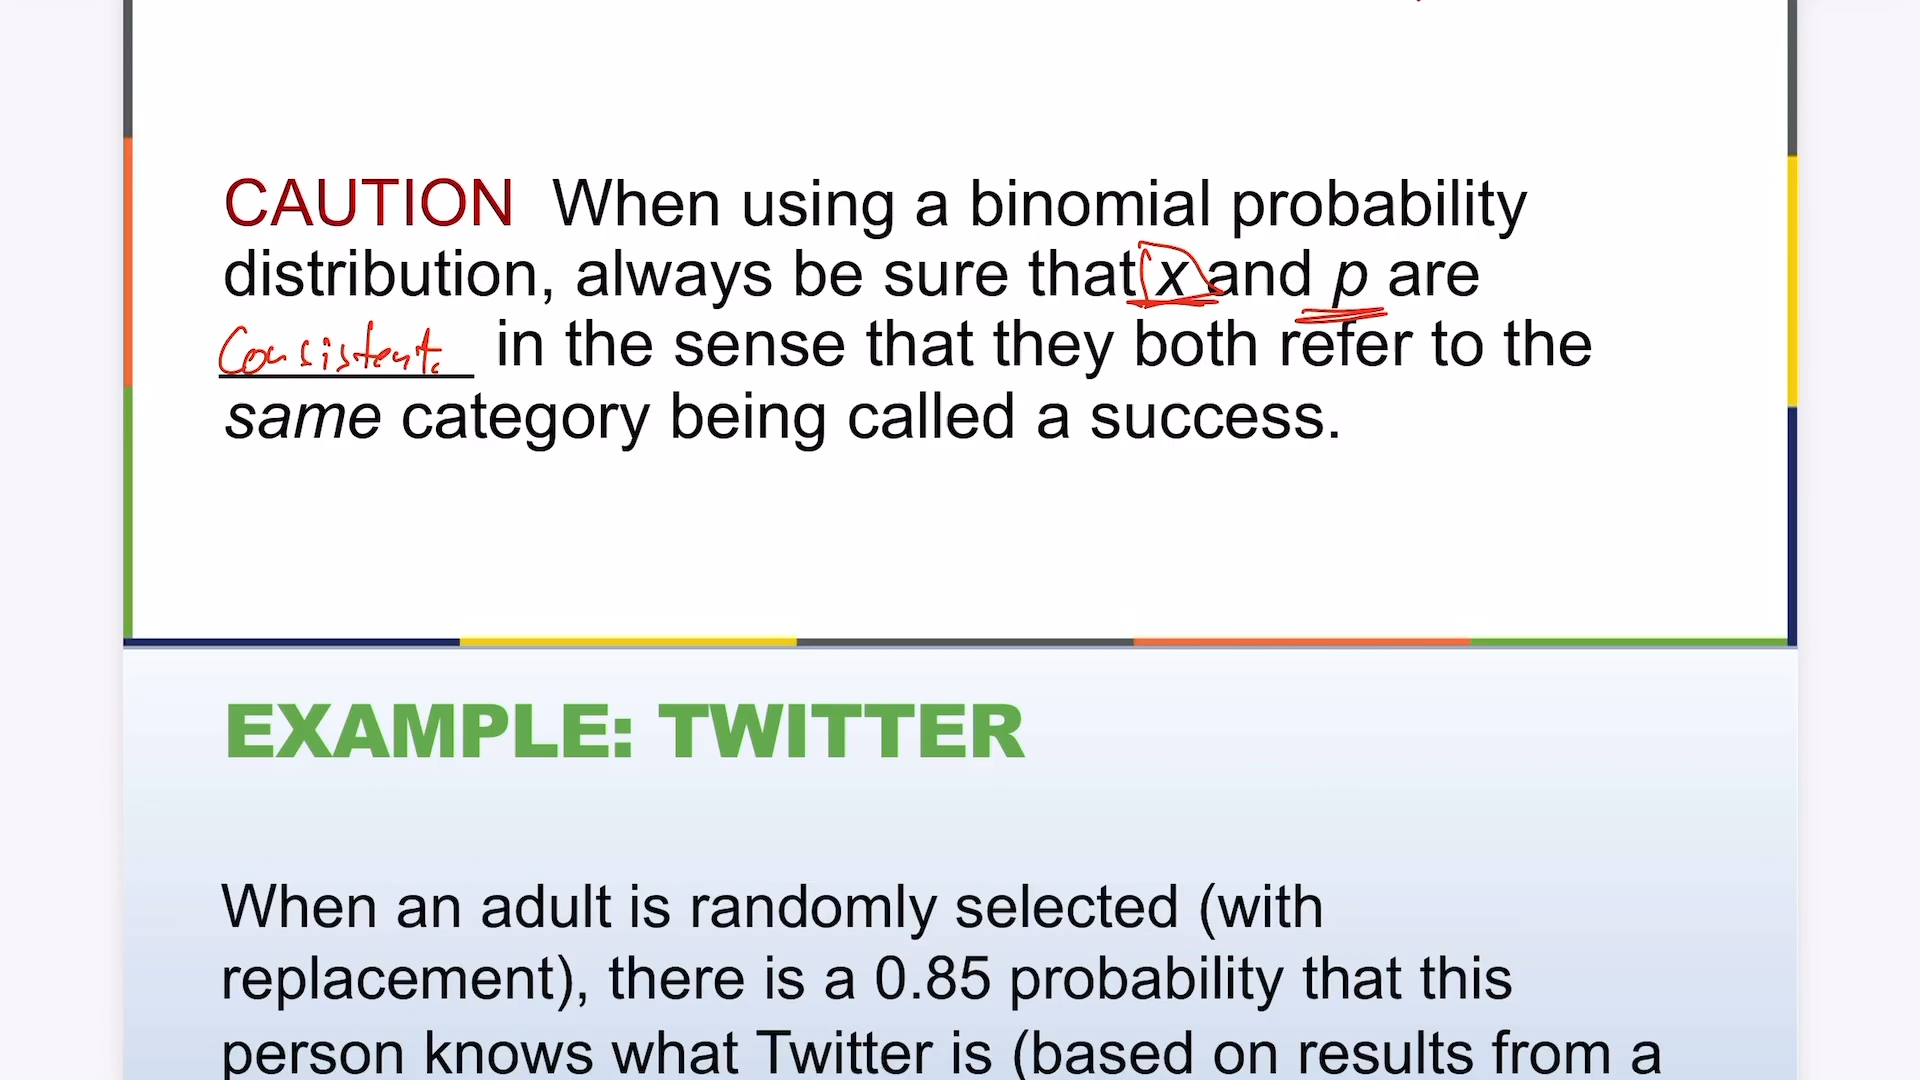 CAUTION When using a binomial probability
distribution, always be sure that x and p are
Consistent in the sense that they both refer to the
same category being called a success.
EXAMPLE: TWITTER
When an adult is randomly selected (with
replacement), there is a 0.85 probability that this
person knows what Twitter is (based on results from a